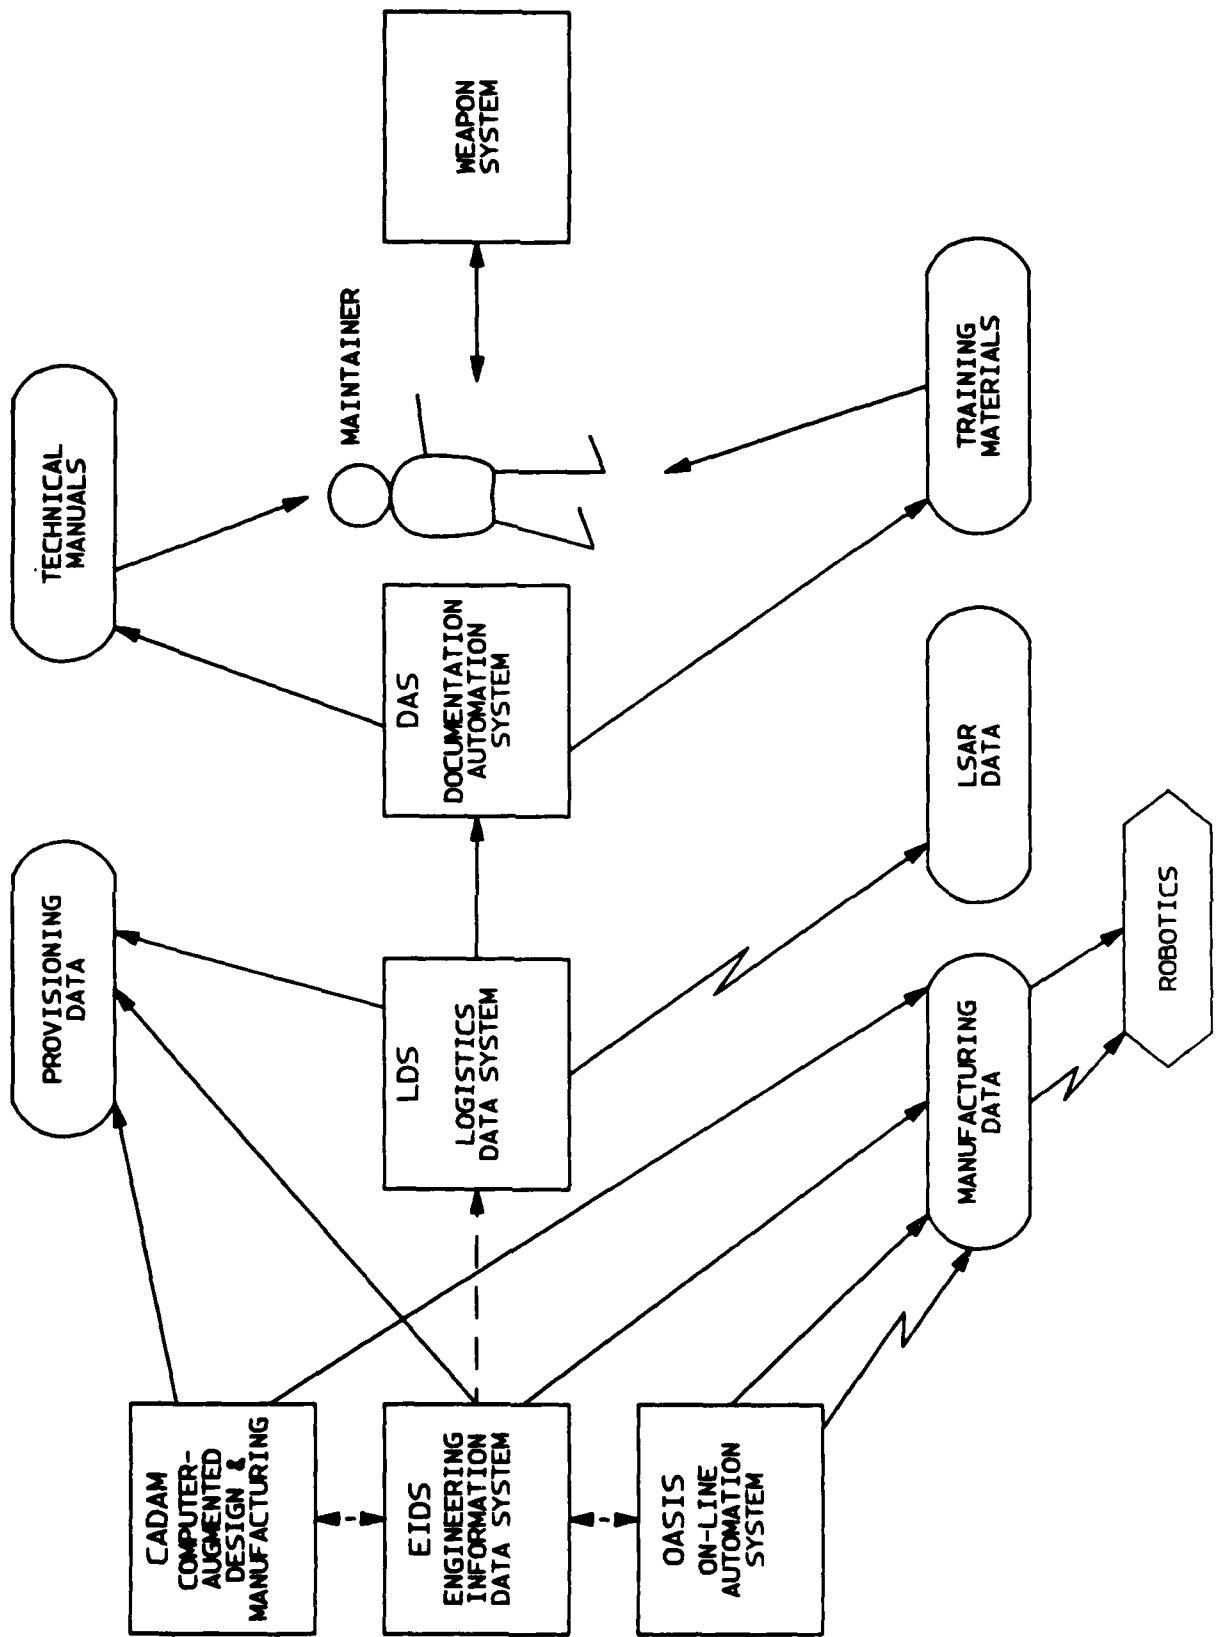 PROVISIONING
DATA
TECHNICAL
MANUALS
CADAM
COMPUTER-
AUGMENTED
DESIGN &
MANUFACTURING
MAINTAINER
EIDS
ENGINEERING
INFORMATION
DATA SYSTEM
LDS
LOGISTICS
DATA SYSTEM
DAS
DOCUMENTATION
AUTOMATION
SYSTEM
WEAPON
SYSTEM
OASIS
ON-LINE
AUTOMATION
SYSTEM
MANUFACTURING
DATA
LSAR
DATA
TRAINING
MATERIALS
ROBOTICS